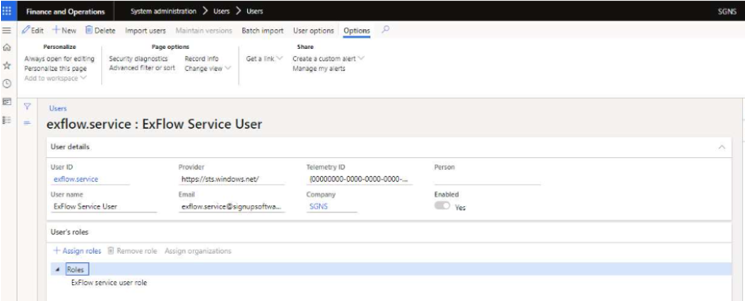 Finance and Operations System administration > Users > Users SGNS
Edit + New Delete Import users Maintain versions Batch import User options Options
Personalize Page options Share
Always open for editing Security diagnostics Record info Get a link Create a custom alert
Personalize this page Advanced filter or sort Change view Manage my alerts
Add to workspace
Users
exflow.service : ExFlow Service User
User details
User ID Provider Telemetry ID Person
exflow.service https://sts.windows.net/ {00000000-0000-0000-0000-...
User name Email Company Enabled
ExFlow Service User exflow.service@signupsoftwa... SGNS Yes
User's roles
+ Assign roles Remove role Assign organizations
Roles
ExFlow service user role